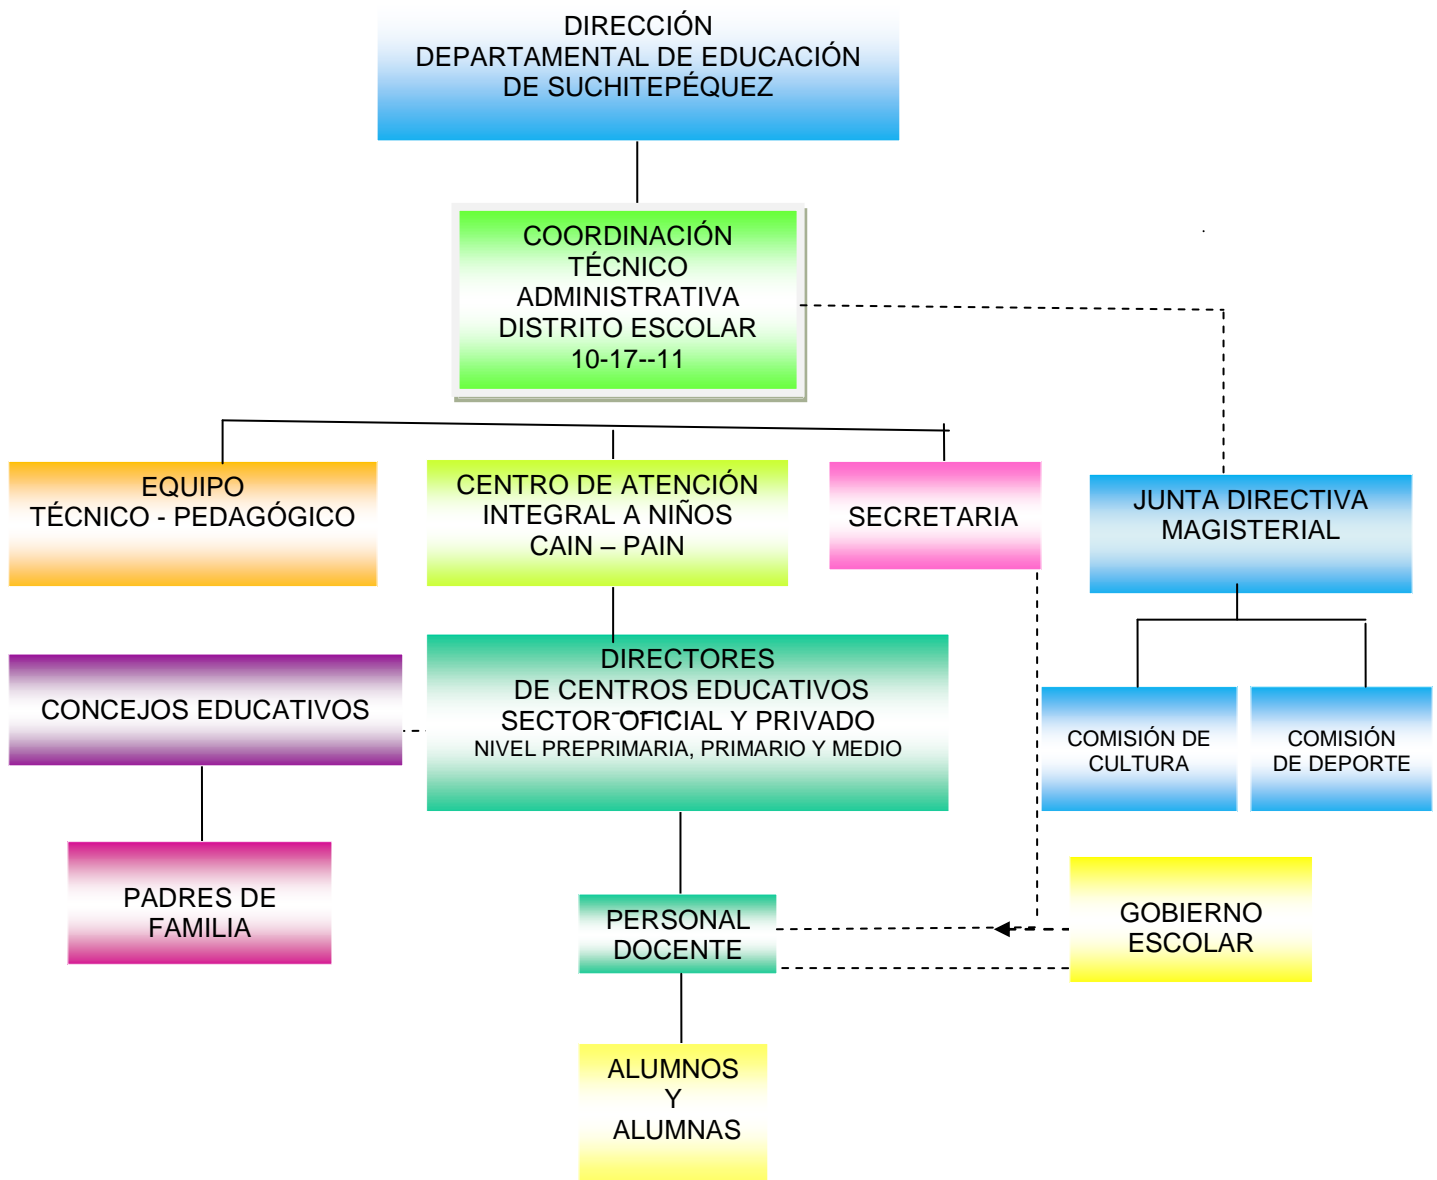 DIRECCIÓN
DEPARTAMENTAL DE EDUCACIÓN
DE SUCHITEPÉQUEZ
COORDINACIÓN
TÉCNICO
ADMINISTRATIVA
DISTRITO ESCOLAR
10-17--11
EQUIPO
TÉCNICO - PEDAGÓGICO
CENTRO DE ATENCIÓN
INTEGRAL A NIÑOS
CAIN – PAIN
SECRETARIA
JUNTA DIRECTIVA
MAGISTERIAL
CONCEJOS EDUCATIVOS
DIRECTORES
DE CENTROS EDUCATIVOS
SECTOR OFICIAL Y PRIVADO
NIVEL PREPRIMARIA, PRIMARIO Y MEDIO
COMISIÓN DE
CULTURA
COMISIÓN
DE DEPORTE
PADRES DE
FAMILIA
PERSONAL
DOCENTE
GOBIERNO
ESCOLAR
ALUMNOS
Y
ALUMNAS